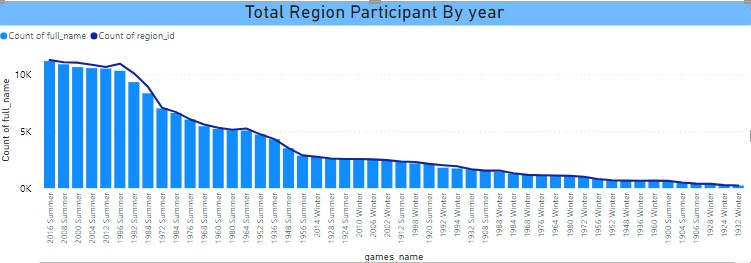 Total Region Participant By year
Count of full_name Count of region_id
Count of full_name
10K
5K
0K
2016 Summer
2008 Summer
2000 Summer
2004 Summer
2012 Summer
1996 Summer
1992 Summer
1988 Summer
1972 Summer
1984 Summer
1976 Summer
1968 Summer
1960 Summer
1980 Summer
1964 Summer
1952 Summer
1936 Summer
1948 Summer
1956 Summer
2014 Winter
1924 Summer
1928 Summer
2010 Winter
2006 Winter
2002 Winter
1912 Summer
1998 Winter
1920 Summer
1992 Winter
1994 Winter
1908 Summer
1932 Summer
1988 Winter
1984 Winter
1968 Winter
1976 Winter
1964 Winter
1980 Winter
1972 Winter
1956 Winter
1952 Winter
1948 Winter
1936 Winter
1960 Winter
1900 Summer
1904 Summer
1906 Summer
1928 Winter
1924 Winter
1932 Winter
games_name